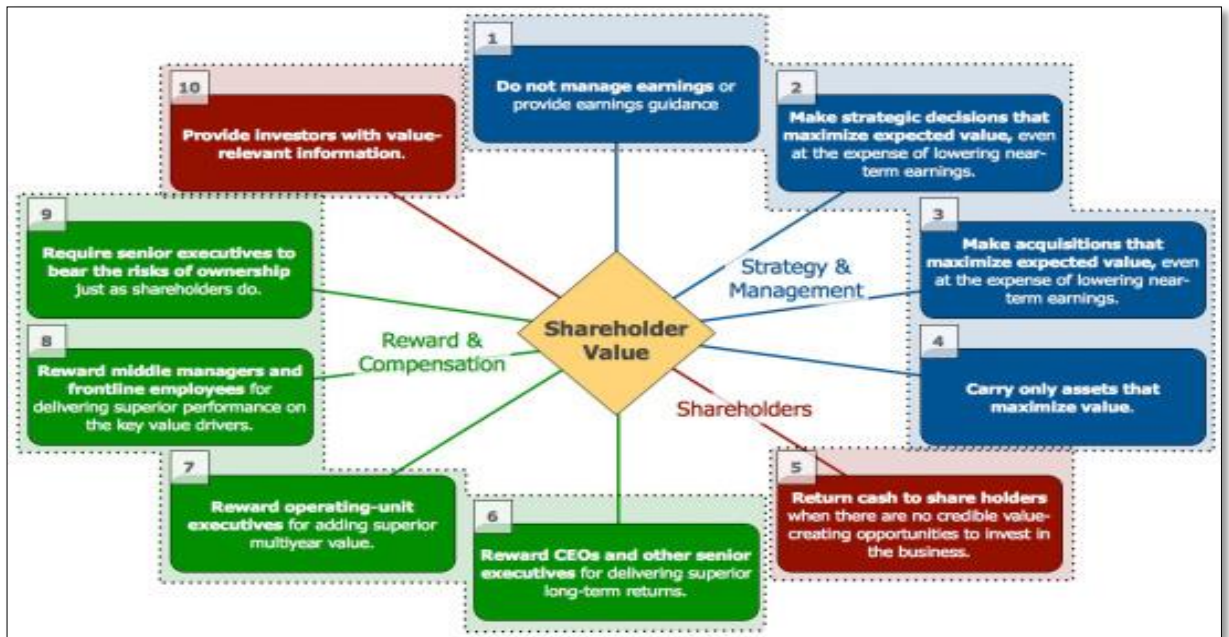 1
Do not manage earnings or
provide earnings guidance
2
Make strategic decisions that
maximize expected value, even
at the expense of lowering near-
term earnings.
3
Make acquisitions that
maximize expected value, even
at the expense of lowering near-
term earnings.
4
Carry only assets that
maximize value.
5
Return cash to share holders
when there are no credible value-
creating opportunities to invest in
the business.
6
Reward CEOs and other senior
executives for delivering superior
long-term returns.
7
Reward operating-unit
executives for adding superior
multiyear value.
8
Reward middle managers and
frontline employees for
delivering superior performance on
the key value drivers.
9
Require senior executives to
bear the risks of ownership
just as shareholders do.
10
Provide investors with value-
relevant information.
Strategy &
Management
Shareholder
Value
Reward &
Compensation
Shareholders